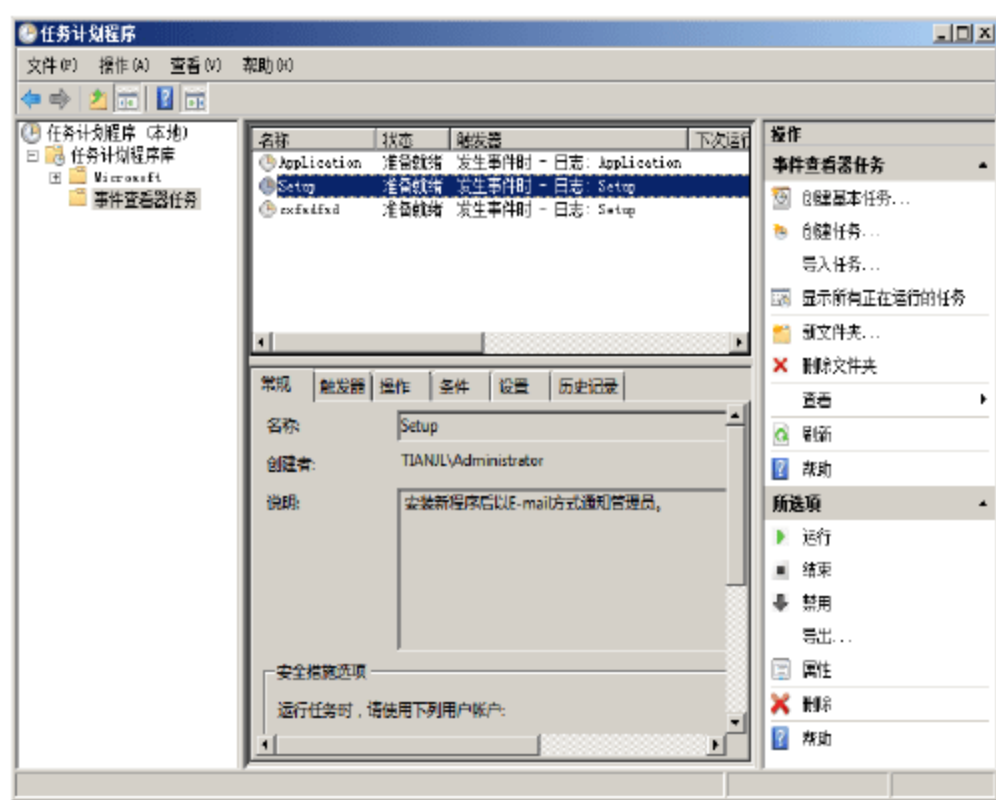 任务计划程序
文件(F) 操作(A) 查看(V) 帮助(H)
任务计划程序 (本地)
任务计划程序库
Microsoft
事件查看器任务
名称 状态 触发器 下次运行
Application 准备就绪 发生事件时 - 日志: Application
Setup 准备就绪 发生事件时 - 日志: Setup
准备就绪 发生事件时 - 日志: Setup
常规 触发器 操作 条件 设置 历史记录
名称: Setup
创建者: TIANJL\Administrator
说明: 安装新程序后以E-mail方式通知管理员。
安全措施选项
运行任务时，请使用下列用户帐户:
操作
事件查看器任务
创建基本任务...
创建任务...
导入任务...
显示所有正在运行的任务
新文件夹...
删除文件夹
查看
刷新
帮助
所选项
运行
结束
禁用
导出...
属性
删除
帮助